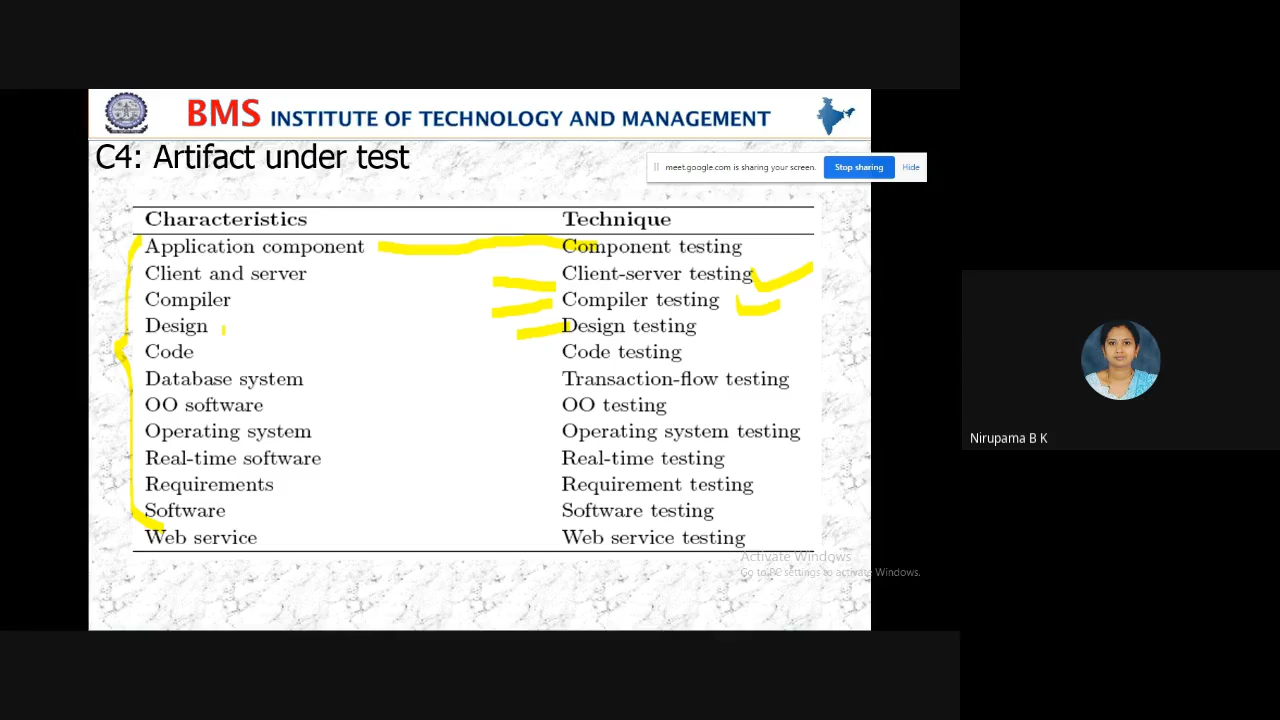 BMS INSTITUTE OF TECHNOLOGY AND MANAGEMENT
C4: Artifact under test
meet.google.com is sharing your screen. Stop sharing Hide
Characteristics Technique
Application component Component testing
Client and server Client-server testing
Compiler Compiler testing
Design Design testing
Code Code testing
Database system Transaction-flow testing
OO software OO testing
Operating system Operating system testing
Real-time software Real-time testing
Requirements Requirement testing
Software Software testing
Web service Web service testing
Activate Windows
Go to PC settings to activate Windows.
Nirupama B K